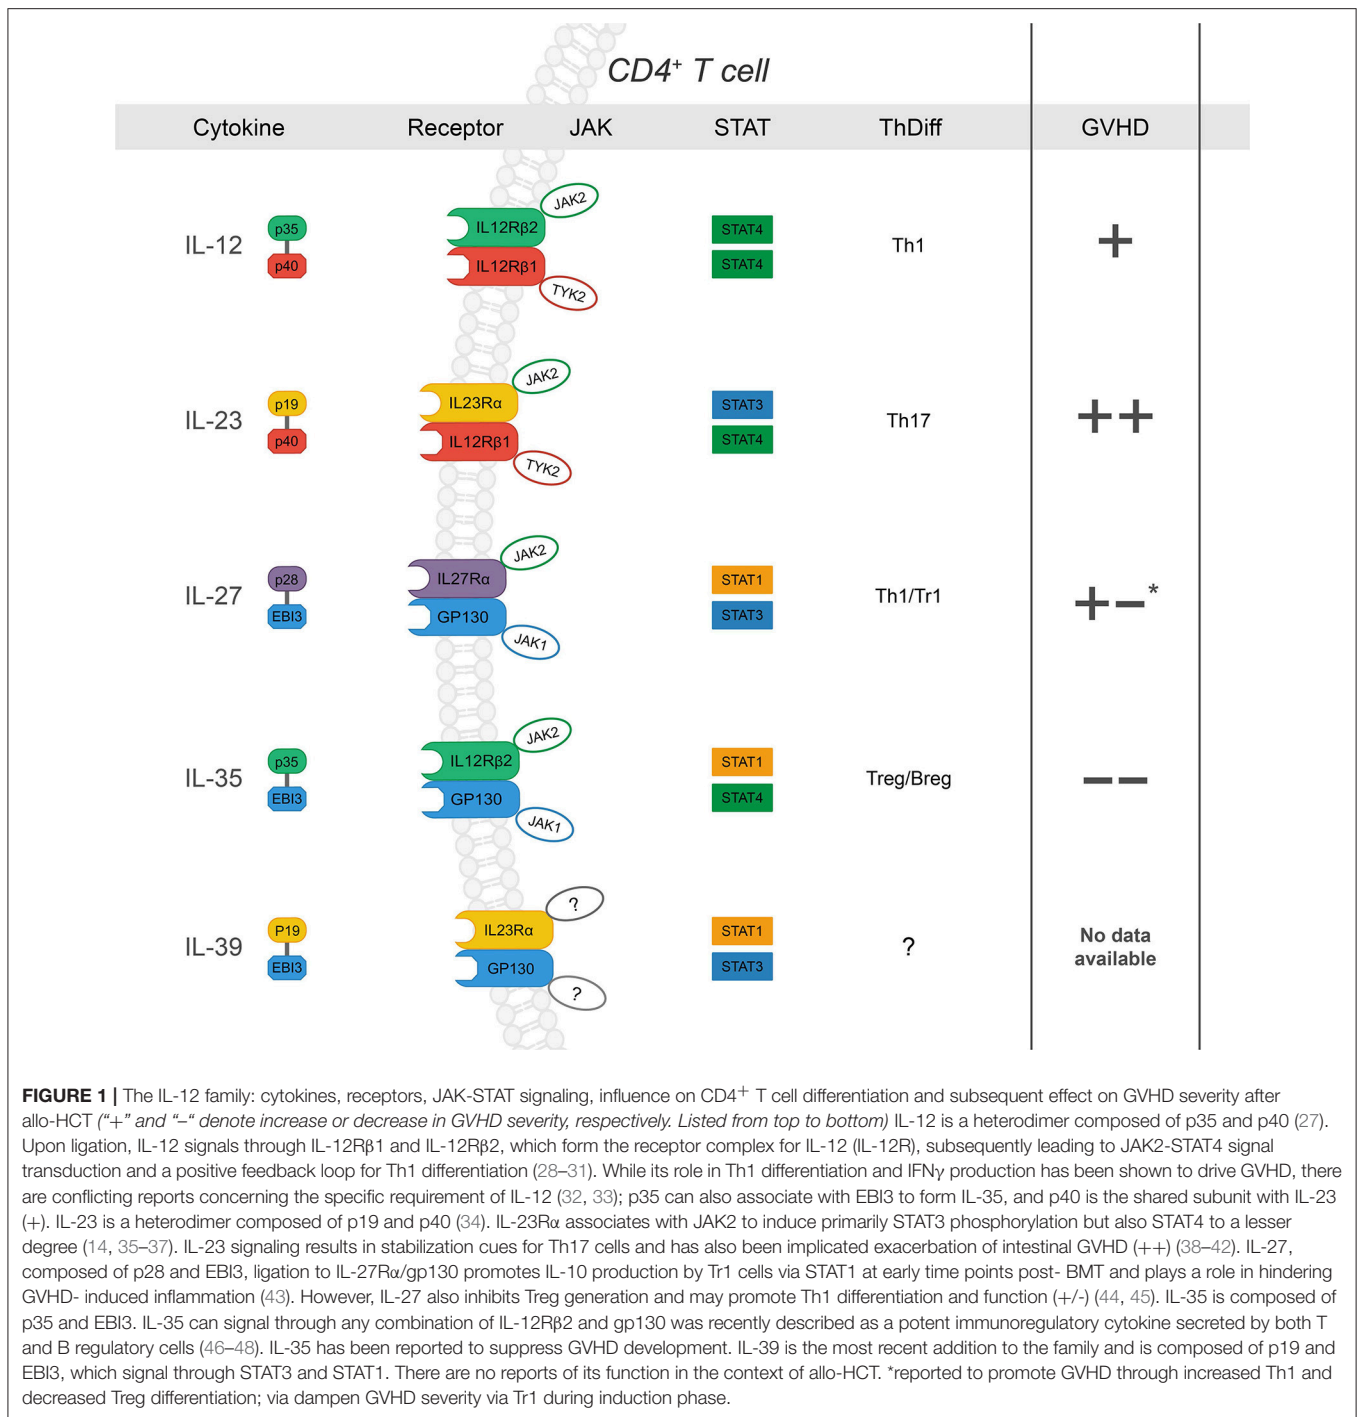 CD4+ T cell
Cytokine Receptor JAK STAT ThDiff GVHD
JAK2
p35 IL12Rβ2 STAT4
IL-12 Th1 +
p40 IL12Rβ1 STAT4
TYK2
JAK2
p19 IL23Rα STAT3
IL-23 Th17 ++
p40 IL12Rβ1 STAT4
TYK2
JAK2
p28 IL27Rα STAT1
IL-27 Th1/Tr1 +−*
EBI3 GP130 STAT3
JAK1
JAK2
p35 IL12Rβ2 STAT1
IL-35 Treg/Breg −−
EBI3 GP130 STAT4
JAK1
?
P19 IL23Rα STAT1
IL-39 ? No data
available
EBI3 GP130 STAT3
?
FIGURE 1 | The IL-12 family: cytokines, receptors, JAK-STAT signaling, influence on CD4+ T cell differentiation and subsequent effect on GVHD severity after
allo-HCT (“+” and “–“ denote increase or decrease in GVHD severity, respectively. Listed from top to bottom) IL-12 is a heterodimer composed of p35 and p40 (27).
Upon ligation, IL-12 signals through IL-12Rβ1 and IL-12Rβ2, which form the receptor complex for IL-12 (IL-12R), subsequently leading to JAK2-STAT4 signal
transduction and a positive feedback loop for Th1 differentiation (28–31). While its role in Th1 differentiation and IFNγ production has been shown to drive GVHD, there
are conflicting reports concerning the specific requirement of IL-12 (32, 33); p35 can also associate with EBI3 to form IL-35, and p40 is the shared subunit with IL-23
(+). IL-23 is a heterodimer composed of p19 and p40 (34). IL-23Rα associates with JAK2 to induce primarily STAT3 phosphorylation but also STAT4 to a lesser
degree (14, 35–37). IL-23 signaling results in stabilization cues for Th17 cells and has also been implicated exacerbation of intestinal GVHD (++) (38–42). IL-27,
composed of p28 and EBI3, ligation to IL-27Rα/gp130 promotes IL-10 production by Tr1 cells via STAT1 at early time points post- BMT and plays a role in hindering
GVHD- induced inflammation (43). However, IL-27 also inhibits Treg generation and may promote Th1 differentiation and function (+/-) (44, 45). IL-35 is composed of
p35 and EBI3. IL-35 can signal through any combination of IL-12Rβ2 and gp130 was recently described as a potent immunoregulatory cytokine secreted by both T
and B regulatory cells (46–48). IL-35 has been reported to suppress GVHD development. IL-39 is the most recent addition to the family and is composed of p19 and
EBI3, which signal through STAT3 and STAT1. There are no reports of its function in the context of allo-HCT. *reported to promote GVHD through increased Th1 and
decreased Treg differentiation; via dampen GVHD severity via Tr1 during induction phase.